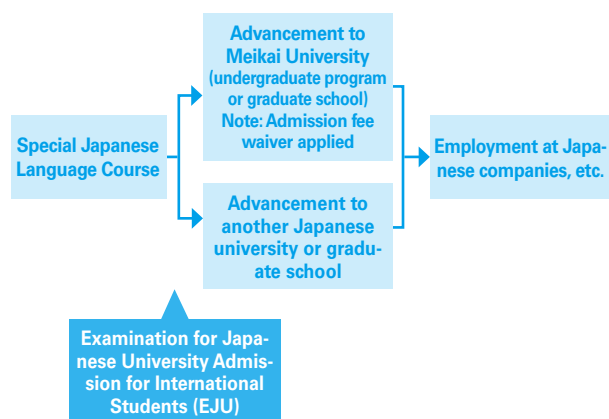 Special Japanese
Language Course
Advancement to
Meikai University
(undergraduate program
or graduate school)
Note: Admission fee
waiver applied
Advancement to
another Japanese
university or gradu-
ate school
Employment at Japa-
nese companies, etc.
Examination for Japa-
nese University Admis-
sion for International
Students (EJU)